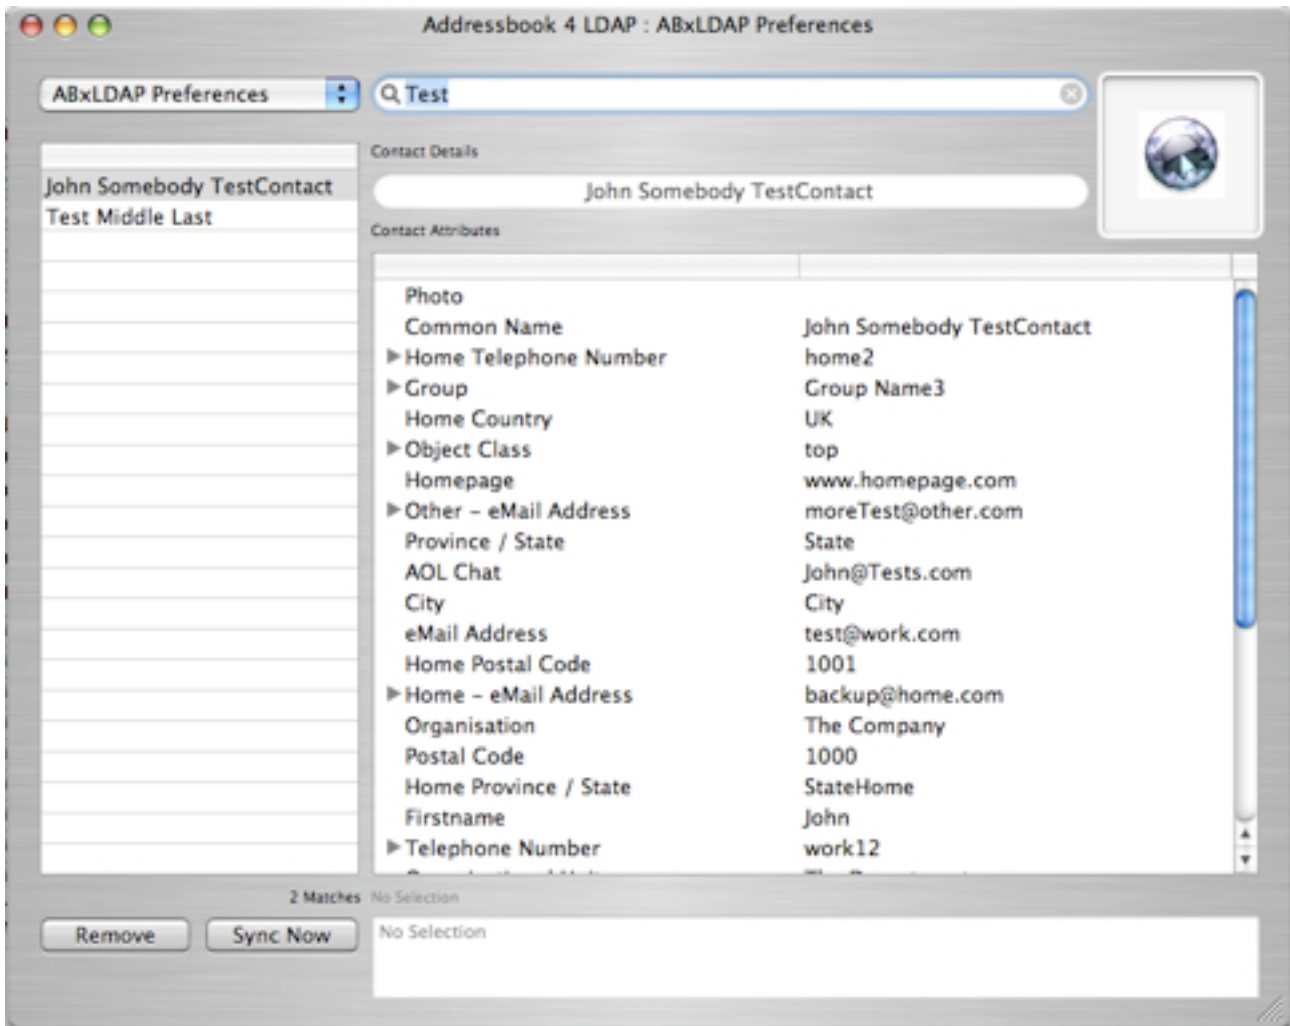 Addressbook 4 LDAP : ABxLDAP Preferences
ABxLDAP Preferences
Test
Contact Details
John Somebody TestContact
John Somebody TestContact
Test Middle Last
Contact Attributes
Photo
Common Name John Somebody TestContact
Home Telephone Number home2
Group Group Name3
Home Country UK
Object Class top
Homepage www.homepage.com
Other – eMail Address moreTest@other.com
Province / State State
AOL Chat John@Tests.com
City City
eMail Address test@work.com
Home Postal Code 1001
Home – eMail Address backup@home.com
Organisation The Company
Postal Code 1000
Home Province / State StateHome
Firstname John
Telephone Number work12
2 Matches No Selection
Remove Sync Now No Selection